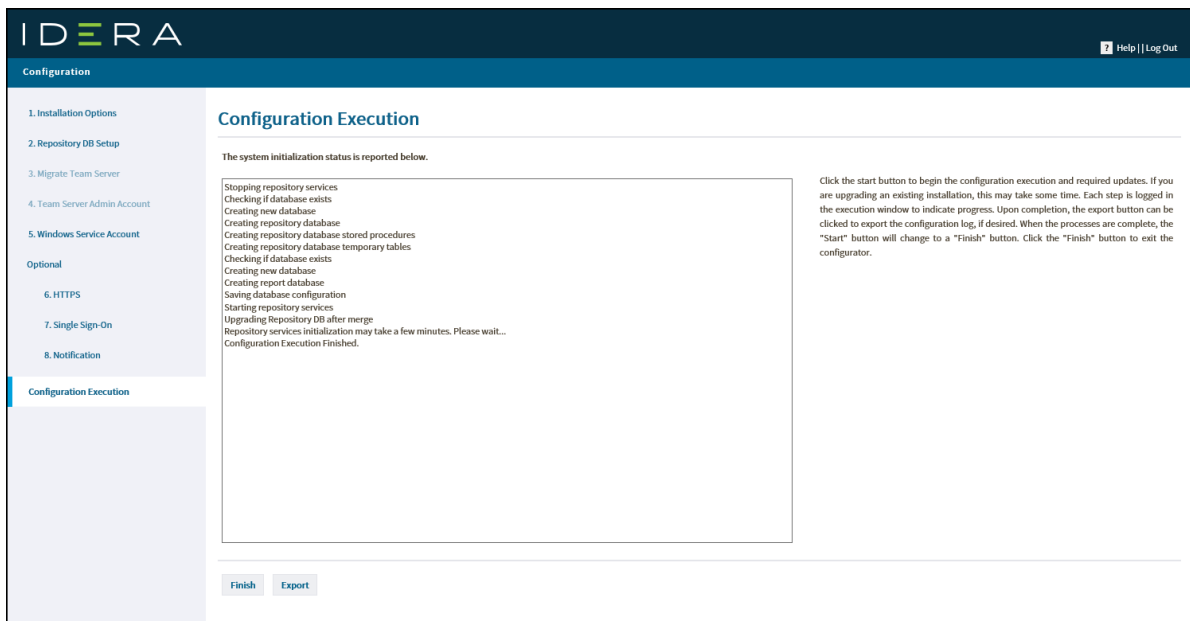 IDERA
? Help | | Log Out
Configuration
1. Installation Options
2. Repository DB Setup
3. Migrate Team Server
4. Team Server Admin Account
5. Windows Service Account
Optional
6. HTTPS
7. Single Sign-On
8. Notification
Configuration Execution
Configuration Execution
The system initialization status is reported below.
Stopping repository services
Checking if database exists
Creating new database
Creating repository database
Creating repository database stored procedures
Creating repository database temporary tables
Checking if database exists
Creating new database
Creating report database
Saving database configuration
Starting repository services
Upgrading Repository DB after merge
Repository services initialization may take a few minutes. Please wait...
Configuration Execution Finished.
Click the start button to begin the configuration execution and required updates. If you
are upgrading an existing installation, this may take some time. Each step is logged in
the execution window to indicate progress. Upon completion, the export button can be
clicked to export the configuration log, if desired. When the processes are complete, the
"Start" button will change to a "Finish" button. Click the "Finish" button to exit the
configurator.
Finish
Export